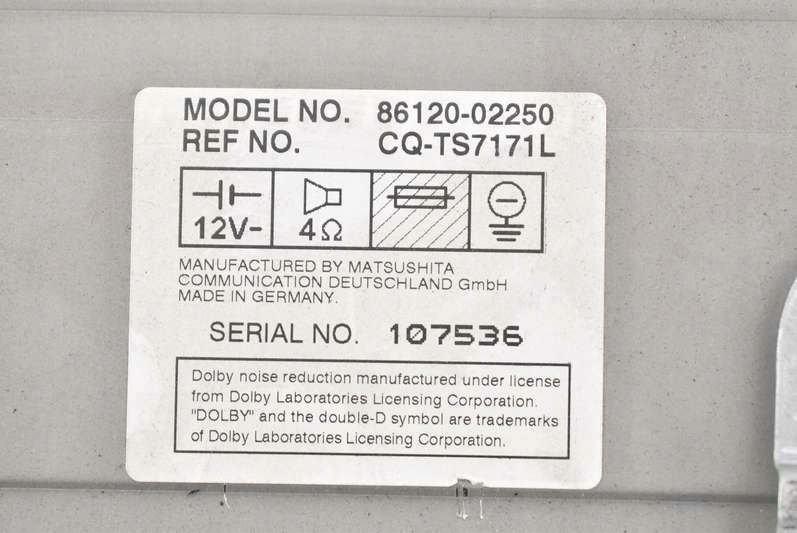 MODEL NO. 86120-02250
REF NO. CQ-TS7171L
12V- 4Ω
MANUFACTURED BY MATSUSHITA
COMMUNICATION DEUTSCHLAND GmbH
MADE IN GERMANY.
SERIAL NO. 107536
Dolby noise reduction manufactured under license
from Dolby Laboratories Licensing Corporation.
"DOLBY" and the double-D symbol are trademarks
of Dolby Laboratories Licensing Corporation.